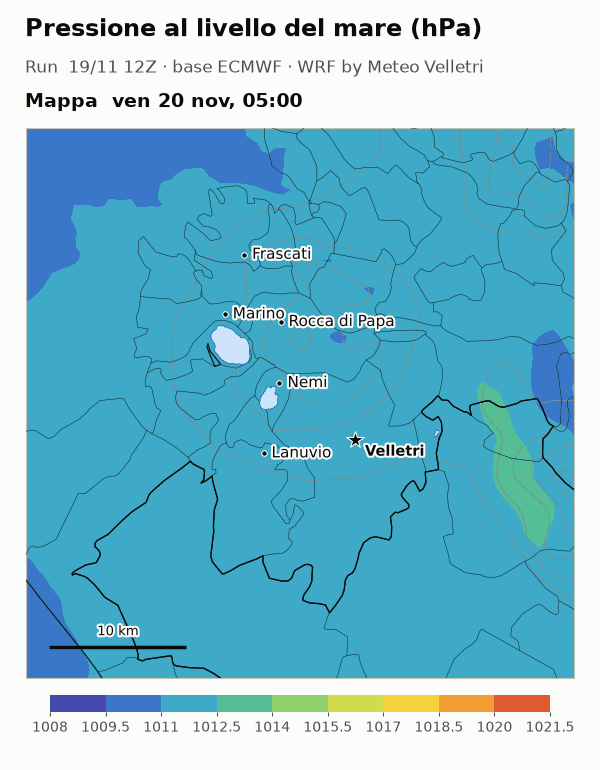 Pressione al livello del mare (hPa)
Run  19/11 12Z · base ECMWF · WRF by Meteo Velletri
Mappa  ven 20 nov, 05:00
Frascati
Marino
Rocca di Papa
Nemi
Velletri
Lanuvio
10 km
1008 1009.5 1011 1012.5 1014 1015.5 1017 1018.5 1020 1021.5